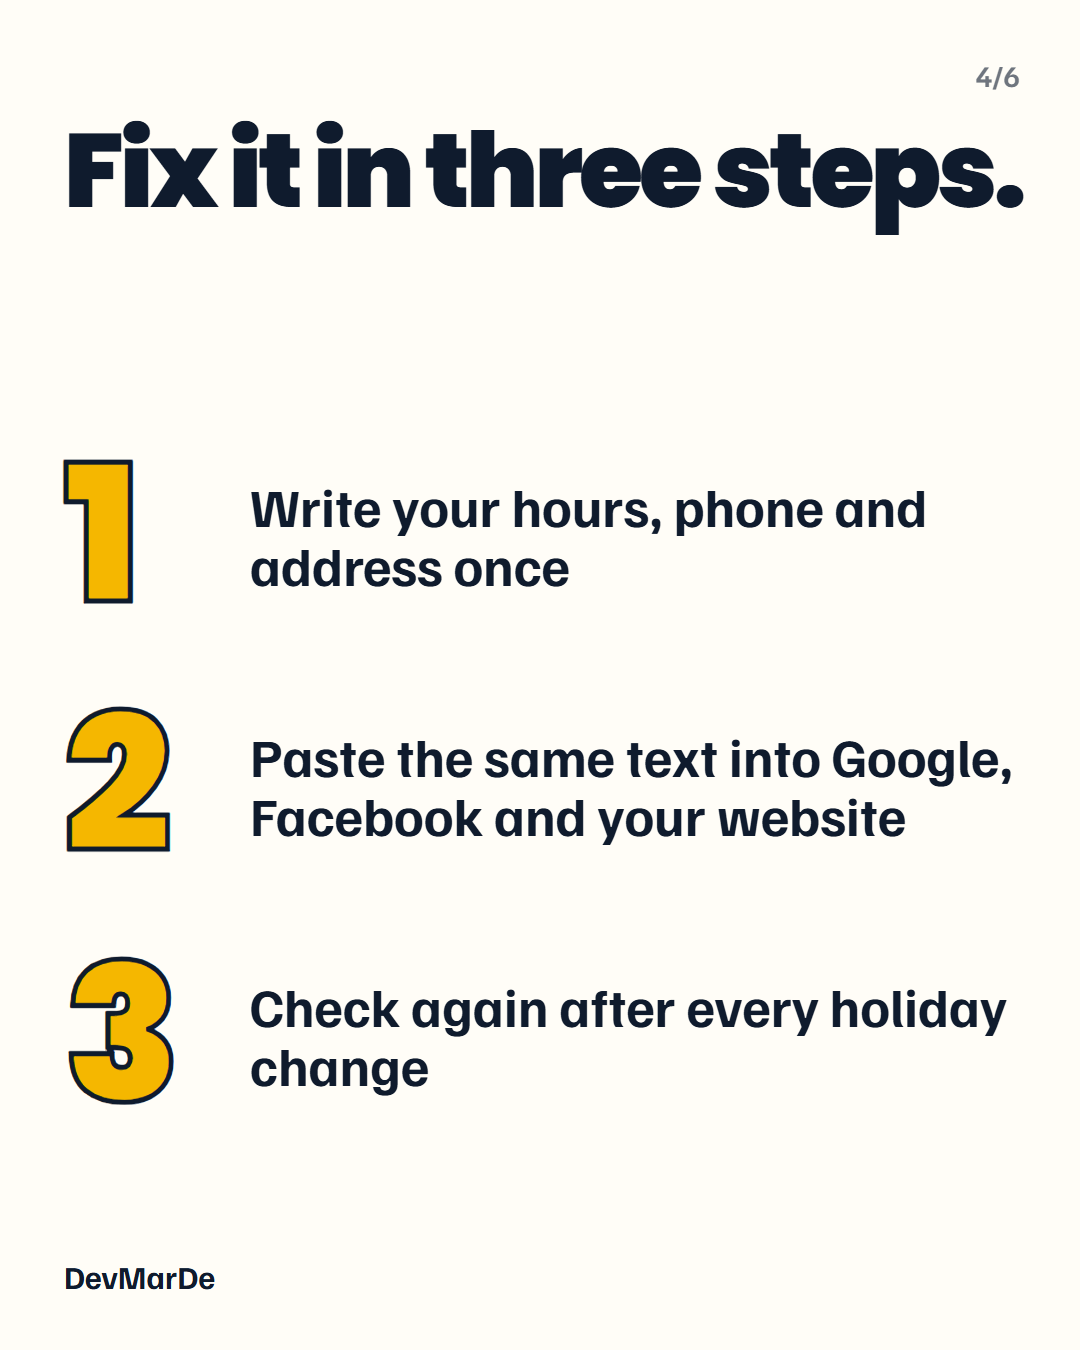 4/6
Fix it in three steps.
1
Write your hours, phone and
address once
2
Paste the same text into Google,
Facebook and your website
3
Check again after every holiday
change
DevMarDe